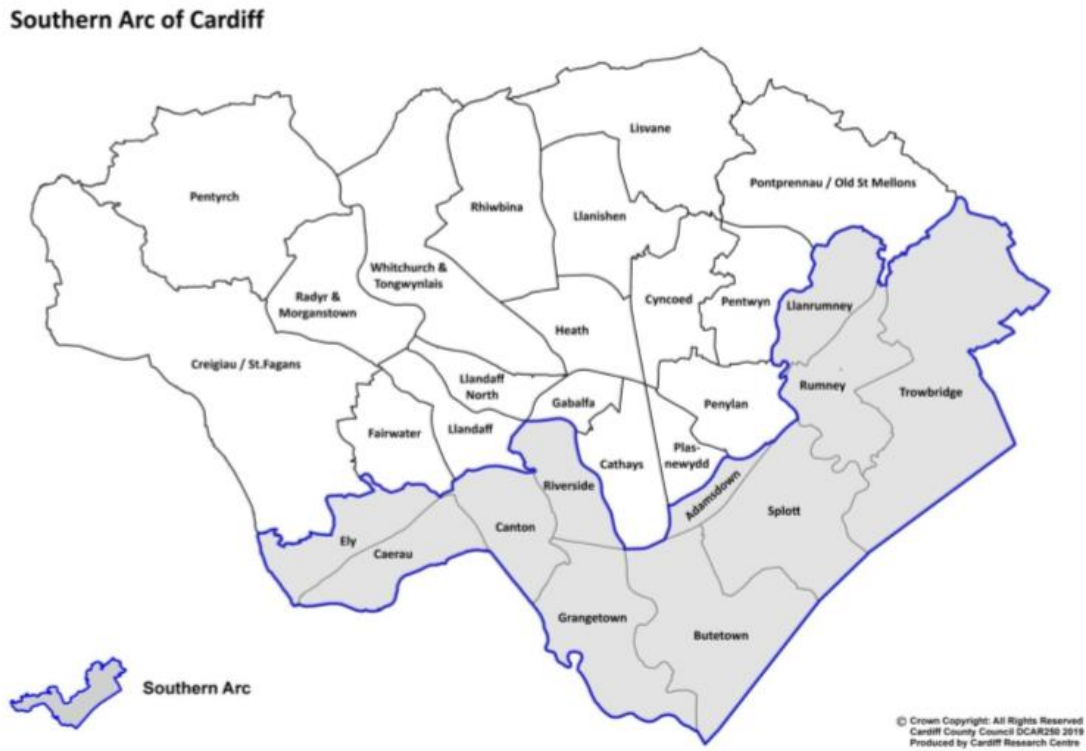 Southern Arc of Cardiff
Lisvane
Pentyrch
Pontprennau / Old St Mellons
Rhiwbina
Llanishen
Whitchurch &
Tongwynlais
Radyr &
Morganstown
Cyncoed
Pentwyn
Llanrumney
Heath
Creigiau / St.Fagans
Llandaff
North
Rumney
Trowbridge
Gabalfa
Penylan
Fairwater
Llandaff
Plas-
newydd
Cathays
Riverside
Adamsdown
Splott
Canton
Ely
Caerau
Grangetown
Butetown
Southern Arc
© Crown Copyright: All Rights Reserved
Cardiff County Council DCAR250 2019
Produced by Cardiff Research Centre